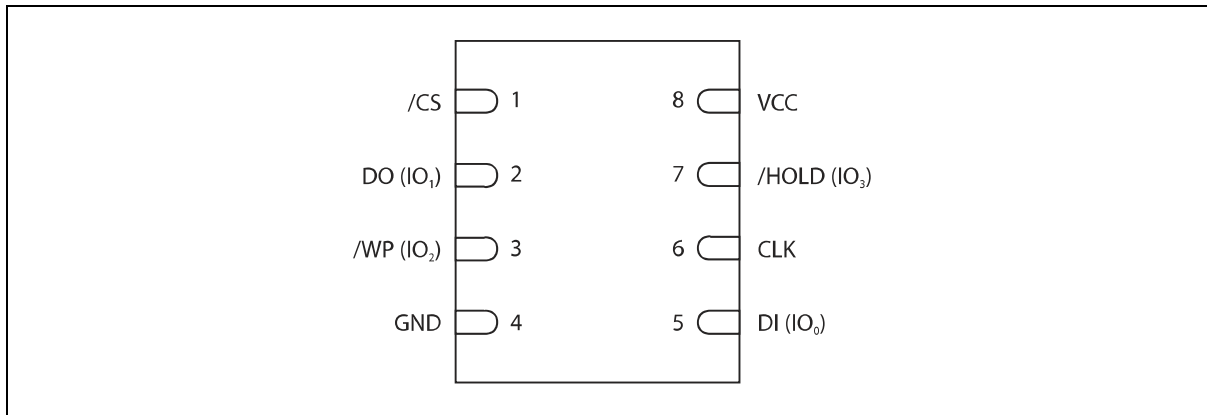 /CS 1 8 VCC
DO (IO₁) 2 7 /HOLD (IO₃)
/WP (IO₂) 3 6 CLK
GND 4 5 DI (IO₀)